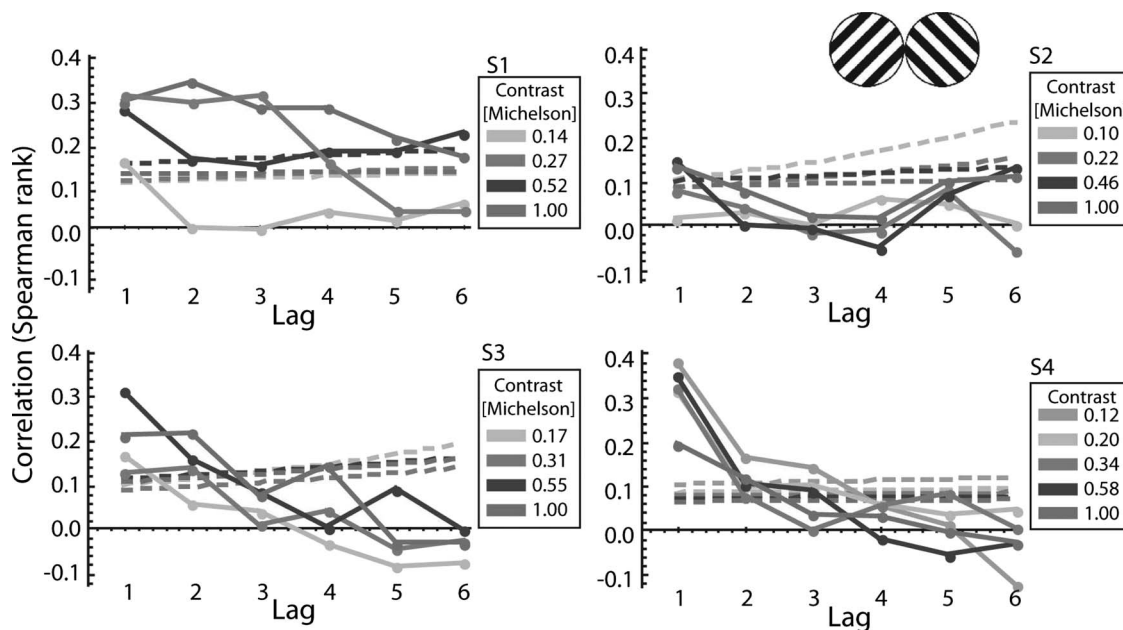 Correlation (Spearman rank)
S1
0.4
0.3
0.2
0.1
0.0
-0.1
1 2 3 4 5 6
Lag
Contrast
[Michelson]
0.14
0.27
0.52
1.00
S2
0.4
0.3
0.2
0.1
0.0
-0.1
1 2 3 4 5 6
Lag
Contrast
[Michelson]
0.10
0.22
0.46
1.00
S3
0.4
0.3
0.2
0.1
0.0
-0.1
1 2 3 4 5 6
Lag
Contrast
[Michelson]
0.17
0.31
0.55
1.00
S4
0.4
0.3
0.2
0.1
0.0
-0.1
1 2 3 4 5 6
Lag
Contrast
0.12
0.20
0.34
0.58
1.00